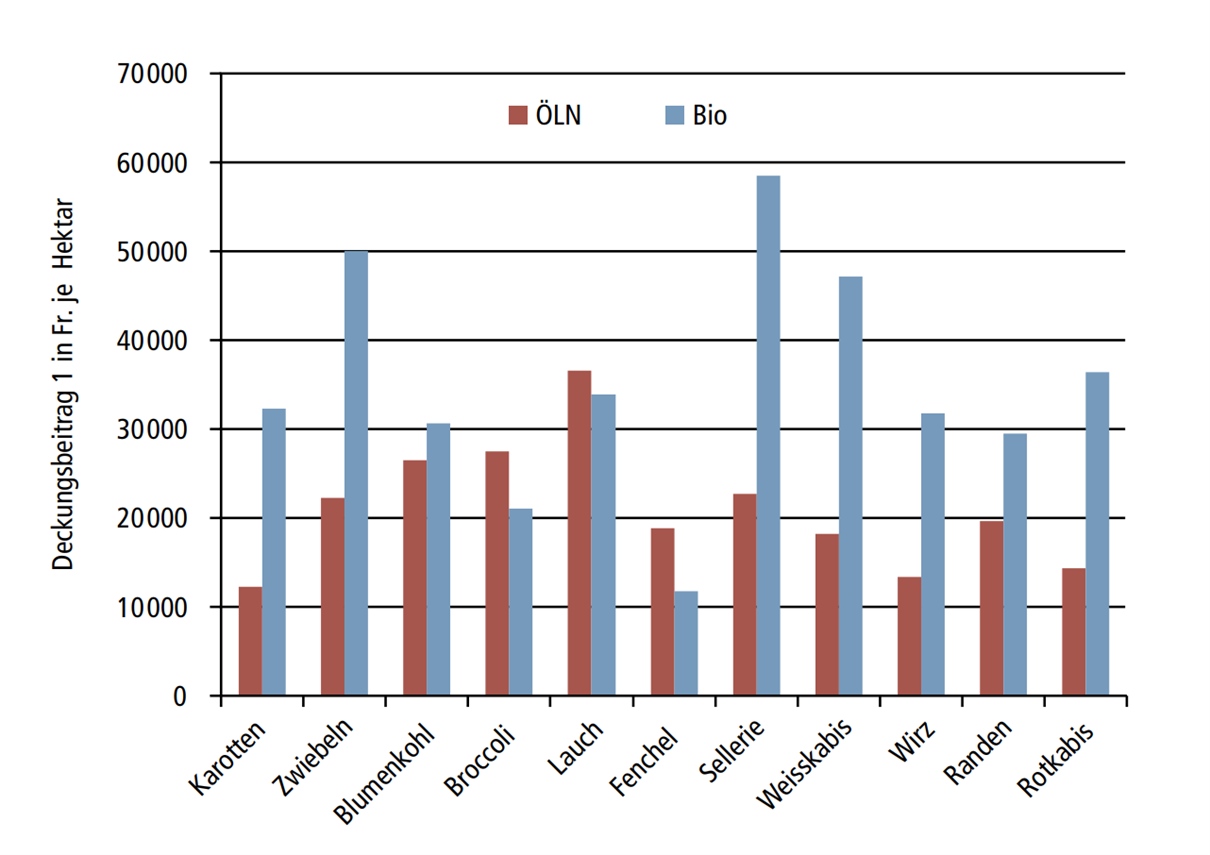 70000
ÖLN
Bio
60000
50000
40000
30000
20000
10000
0
Deckungsbeitrag 1 in Fr. je Hektar
Karotten
Zwiebeln
Blumenkohl
Broccoli
Lauch
Fenchel
Sellerie
Weisskabis
Wirz
Randen
Rotkabis